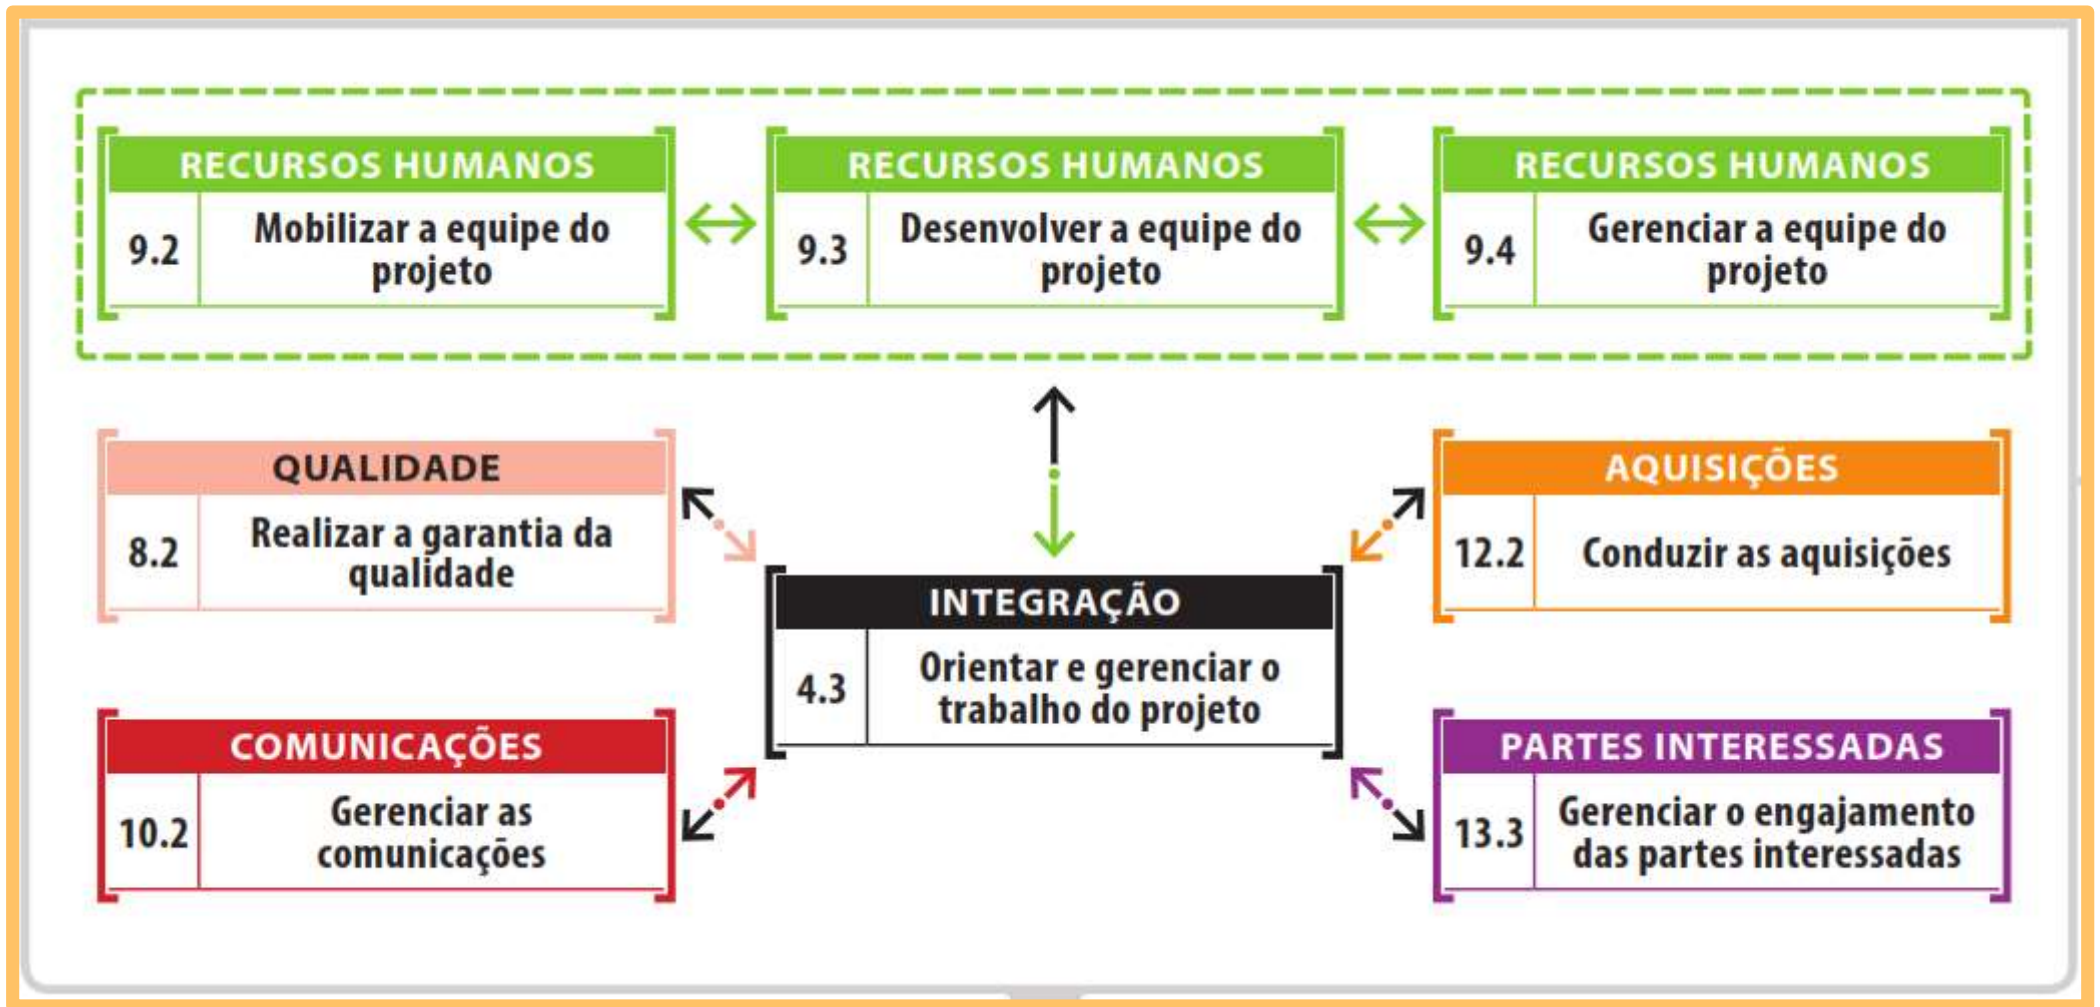 RECURSOS HUMANOS
9.2
Mobilizar a equipe do
projeto
RECURSOS HUMANOS
9.3
Desenvolver a equipe do
projeto
RECURSOS HUMANOS
9.4
Gerenciar a equipe do
projeto
QUALIDADE
8.2
Realizar a garantia da
qualidade
AQUISIÇÕES
12.2
Conduzir as aquisições
INTEGRAÇÃO
4.3
Orientar e gerenciar o
trabalho do projeto
COMUNICAÇÕES
10.2
Gerenciar as
comunicações
PARTES INTERESSADAS
13.3
Gerenciar o engajamento
das partes interessadas